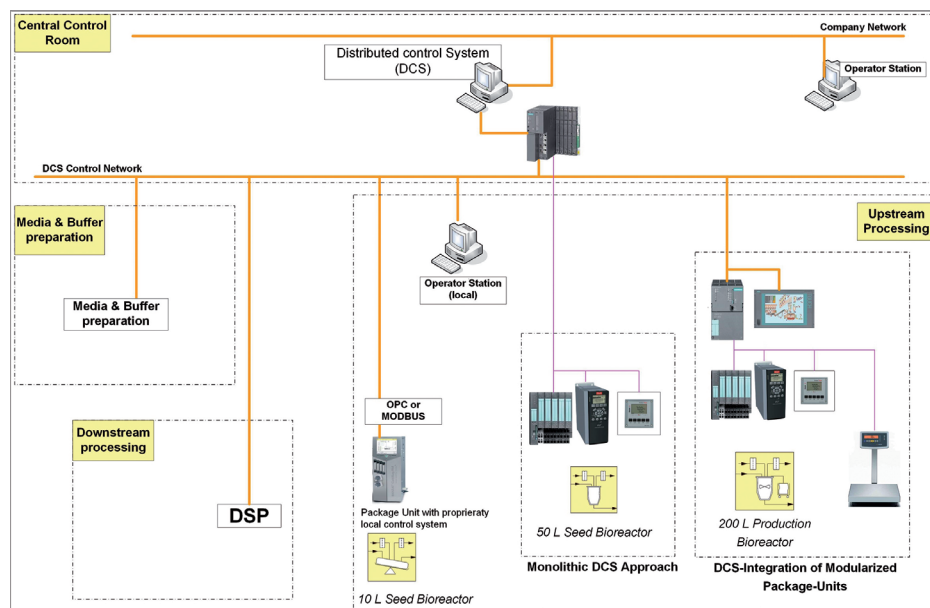 Central Control
Room
Company Network
Distributed control System
(DCS)
Operator Station
DCS Control Network
Media & Buffer
preparation
Upstream
Processing
Operator Station
(local)
Media & Buffer
preparation
OPC or
MODBUS
Downstream
processing
DSP
Package Unit with proprieraty
local control system
10 L Seed Bioreactor
50 L Seed Bioreactor
Monolithic DCS Approach
200 L Production
Bioreactor
DCS-Integration of Modularized
Package-Units